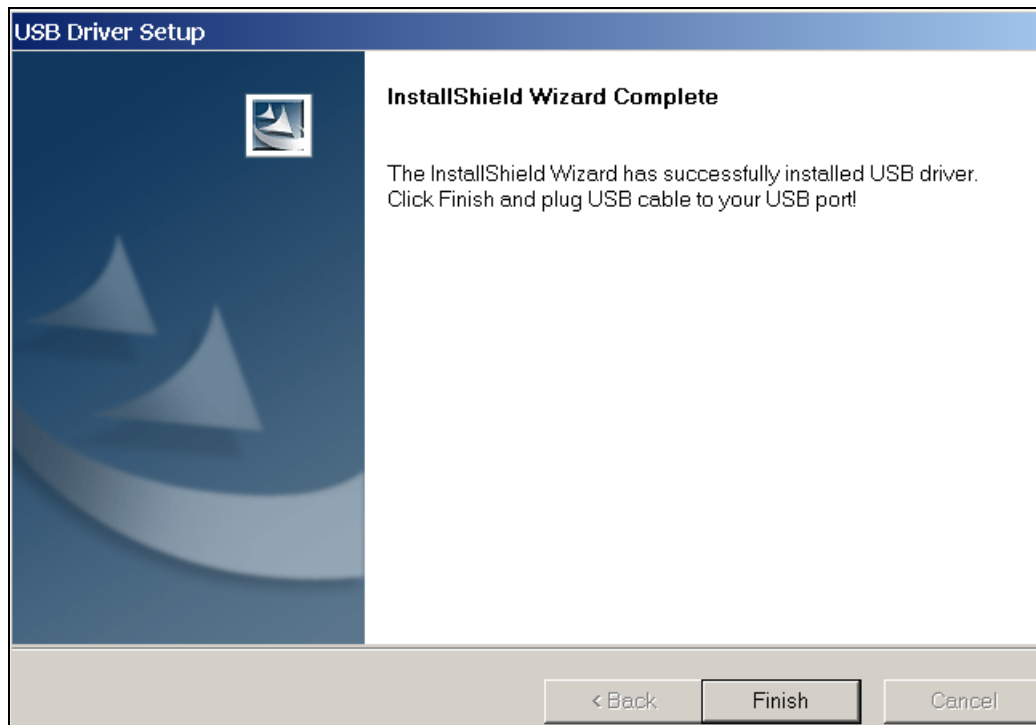 USB Driver Setup
InstallShield Wizard Complete
The InstallShield Wizard has successfully installed USB driver.
Click Finish and plug USB cable to your USB port!
< Back
Finish
Cancel